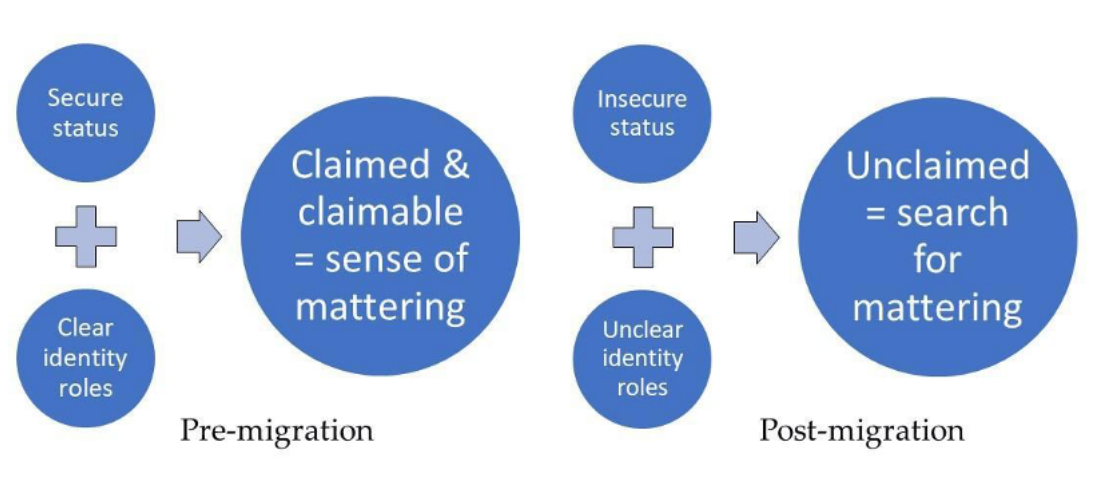 Secure
status
Clear
identity
roles
Claimed &
claimable
= sense of
mattering
Pre-migration
Insecure
status
Unclear
identity
roles
Unclaimed
= search
for
mattering
Post-migration